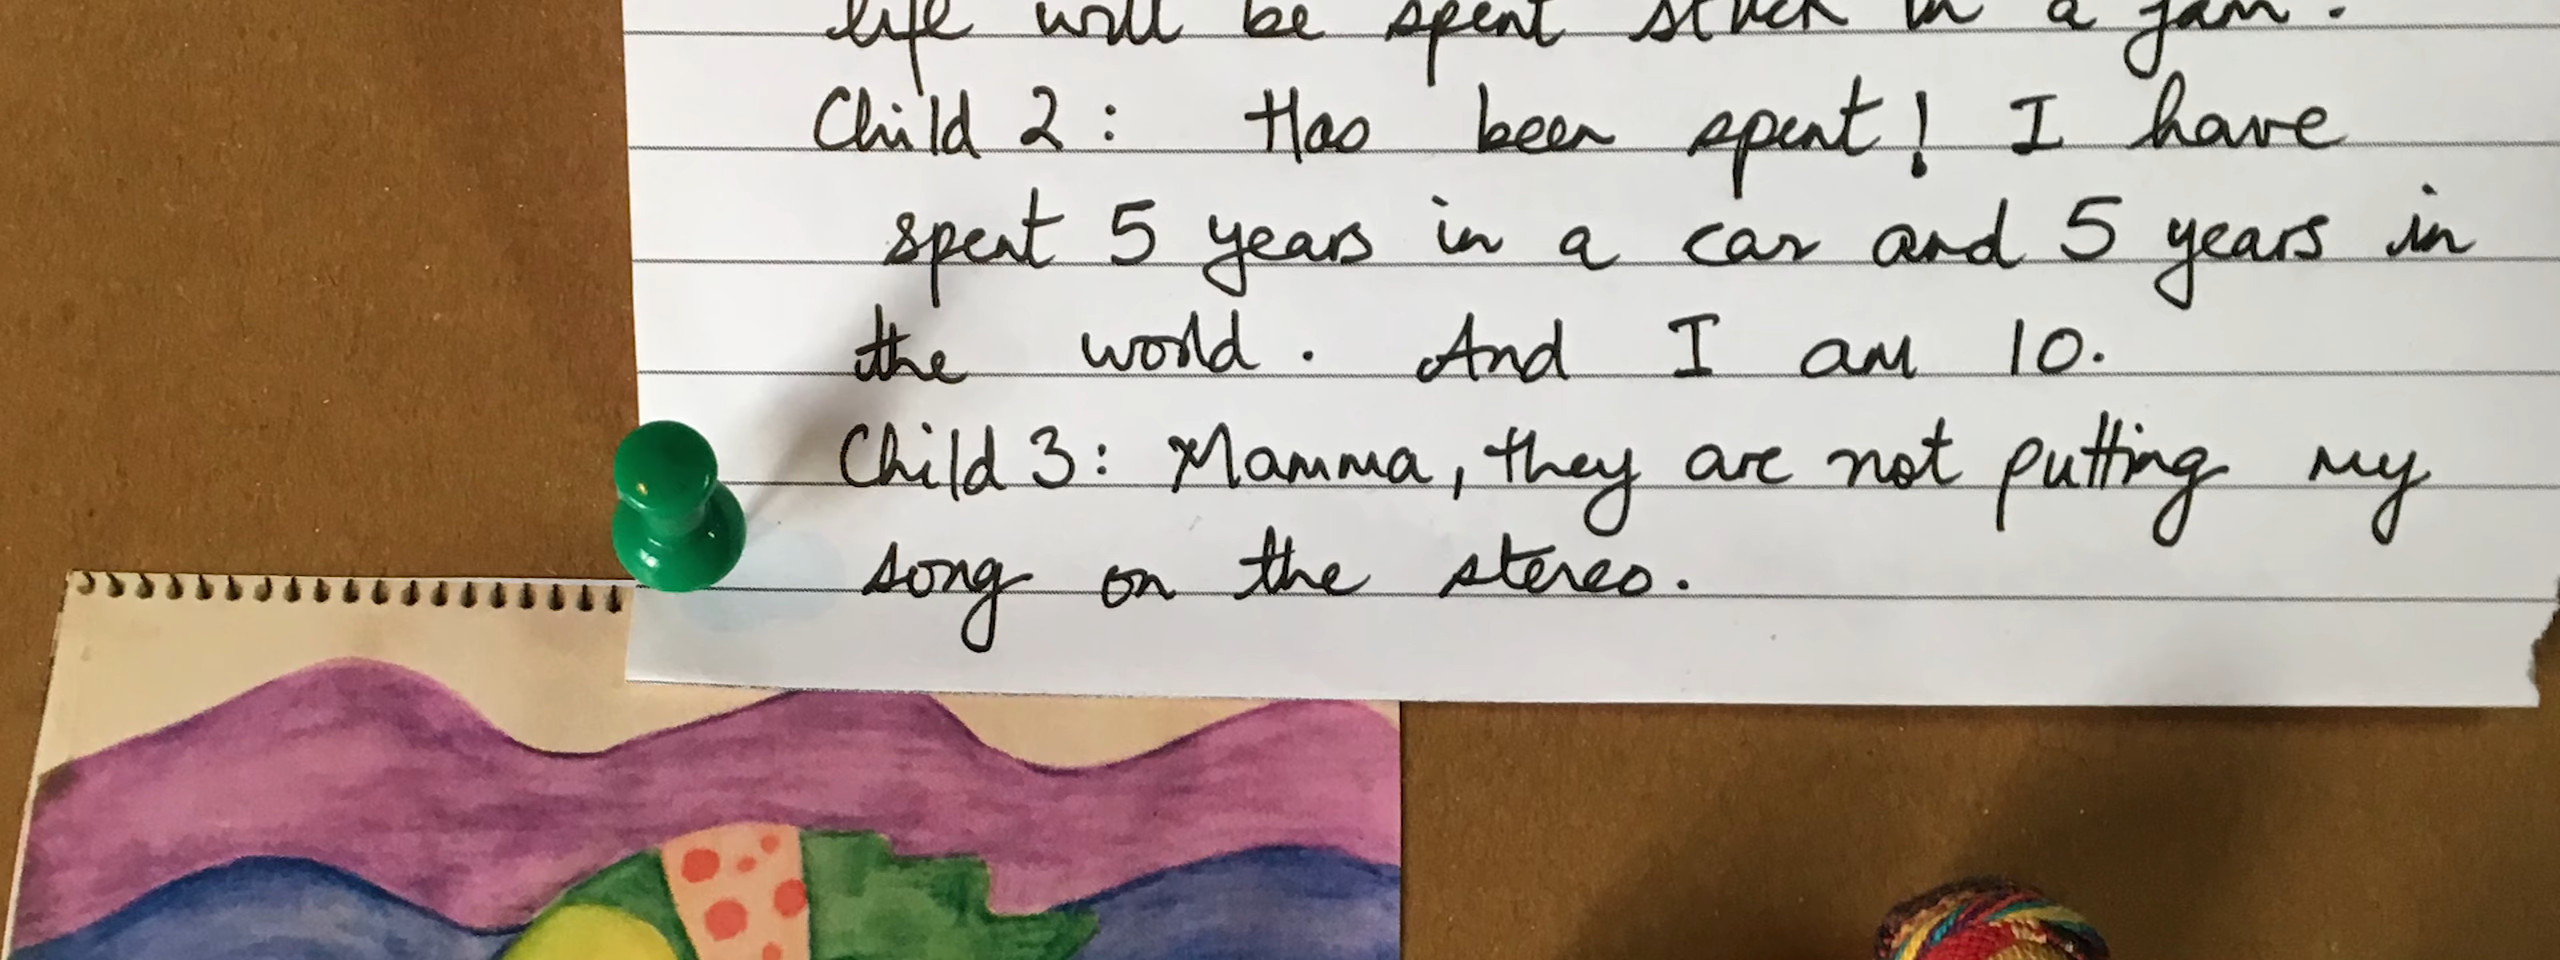 life will be spent stuck in a jam.
Child 2: Has been spent! I have
spent 5 years in a car and 5 years in
the world. And I am 10.
Child 3: Mamma, they are not putting my
song on the stereo.